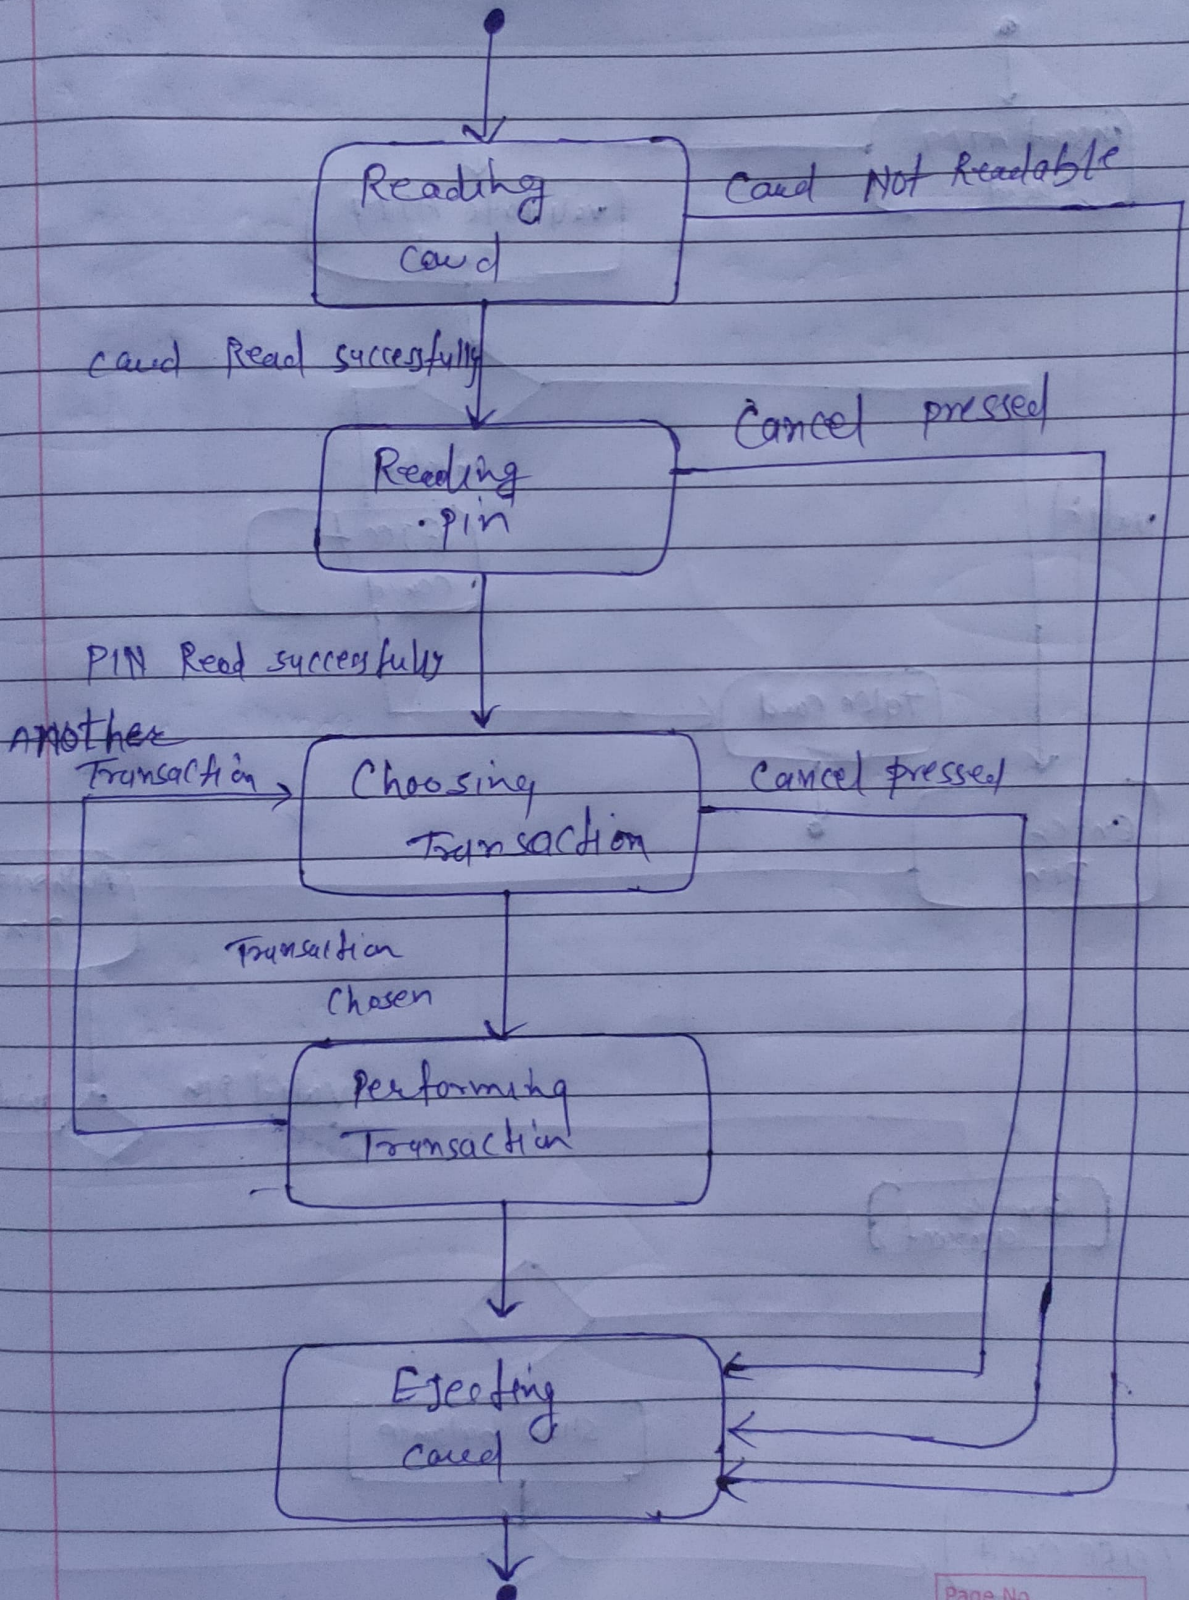 Reading
Card
Card Not Readable
Card Read successfully
Cancel pressed
Reading
Pin
PIN Read successfully
Another
Transaction
Choosing
Transaction
Cancel pressed
Transaction
Chosen
Performing
Transaction
Ejecting
Card
Page No